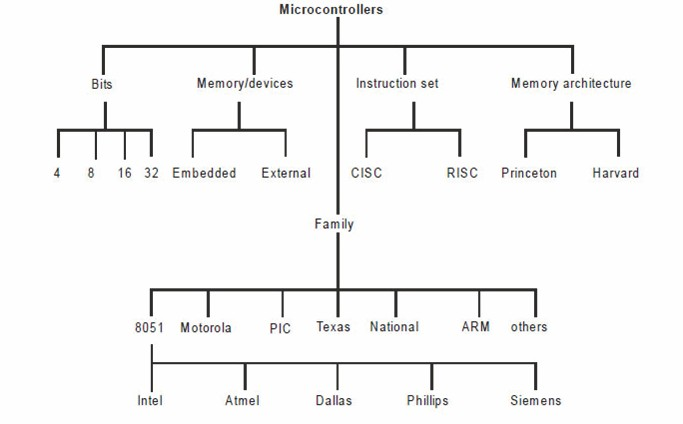 Microcontrollers
Bits Memory/devices Instruction set Memory architecture
4 8 16 32 Embedded External CISC RISC Princeton Harvard
Family
8051 Motorola PIC Texas National ARM others
Intel Atmel Dallas Phillips Siemens